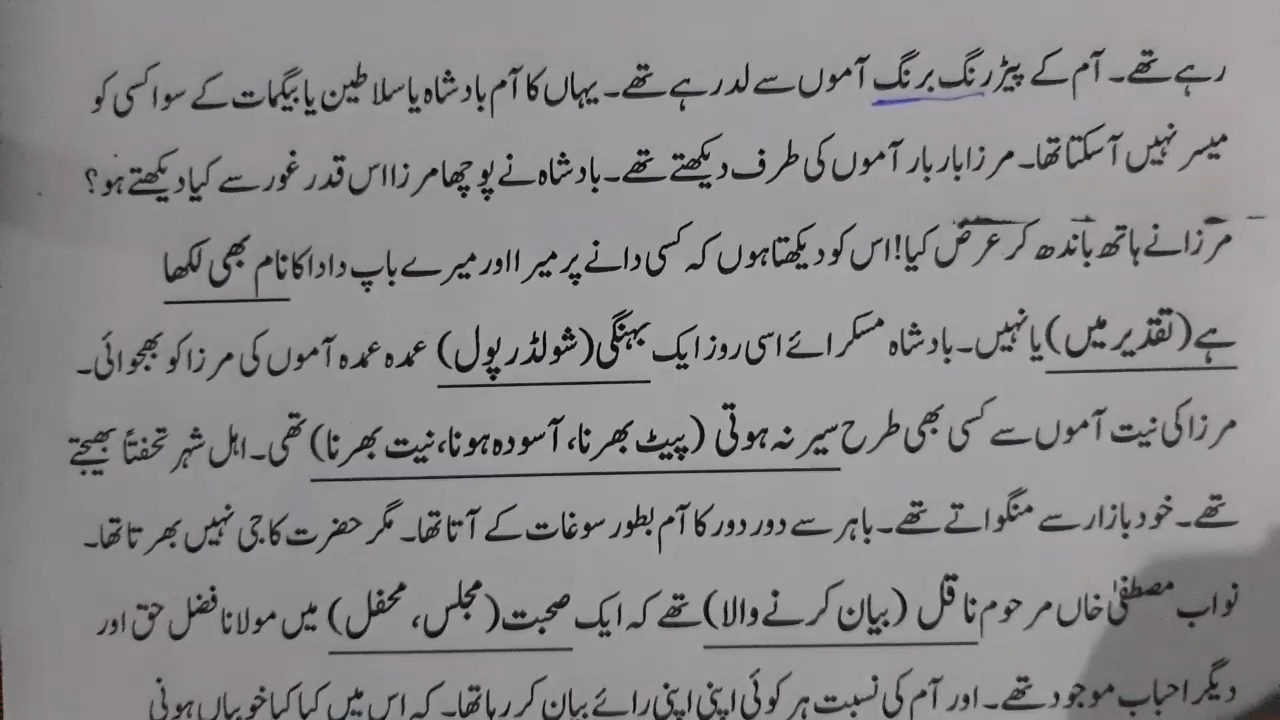 رہے تھے۔ آم کے پیڑ رنگ برنگ آموں سے لد رہے تھے۔ یہاں کا آم بادشاہ یا سلاطین یا بیگمات کے سوا کسی کو
میسر نہیں آسکتا تھا۔ مرزا بار بار آموں کی طرف دیکھتے تھے۔ بادشاہ نے پوچھا مرزا اس قدر غور سے کیا دیکھتے ہو؟
مرزا نے ہاتھ باندھ کر عرض کیا! اس کو دیکھتا ہوں کہ کسی دانے پر میرا اور میرے باپ دادا کا نام بھی لکھا
ہے (تقدیر میں) یا نہیں۔ بادشاہ مسکرائے اسی روز ایک بہنگی (شولڈر پول) عمدہ عمدہ آموں کی مرزا کو بھجوائی۔
مرزا کی نیت آموں سے کسی بھی طرح سیر نہ ہوتی (پیٹ بھرنا، آسودہ ہونا، نیت بھرنا) تھی۔ اہل شہر تحفتاً بھیجتے
تھے۔ خود بازار سے منگواتے تھے۔ باہر سے دور دور کا آم بطور سوغات کے آتا تھا۔ مگر حضرت کا جی نہیں بھرتا تھا۔
نواب مصطفیٰ خاں مرحوم ناقل (بیان کرنے والا) تھے کہ ایک صحبت (مجلس، محفل) میں مولانا فضل حق اور
دیگر احباب موجود تھے۔ اور آم کی نسبت ہر کوئی اپنی اپنی رائے بیان کر رہا تھا۔ کہ اس میں کیا کیا خوبیاں ہونی